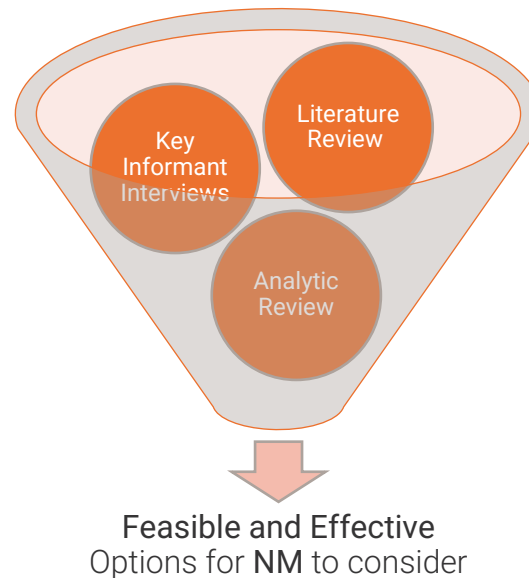 Key
Informant
Interviews
Literature
Review
Analytic
Review
Feasible and Effective
Options for NM to consider